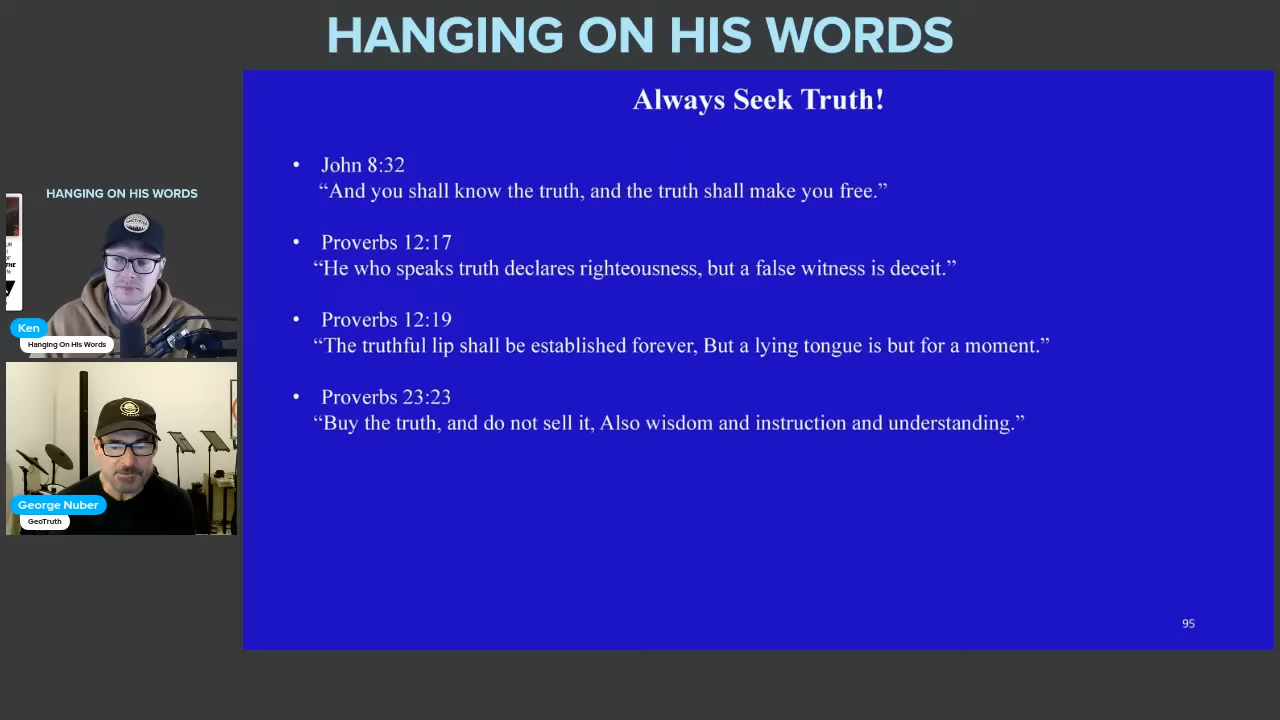 HANGING ON HIS WORDS
Always Seek Truth!
• John 8:32
“And you shall know the truth, and the truth shall make you free.”
• Proverbs 12:17
“He who speaks truth declares righteousness, but a false witness is deceit.”
• Proverbs 12:19
“The truthful lip shall be established forever, But a lying tongue is but for a moment.”
• Proverbs 23:23
“Buy the truth, and do not sell it, Also wisdom and instruction and understanding.”
95
HANGING ON HIS WORDS
Ken
Hanging On His Words
George Nuber
GeoTruth